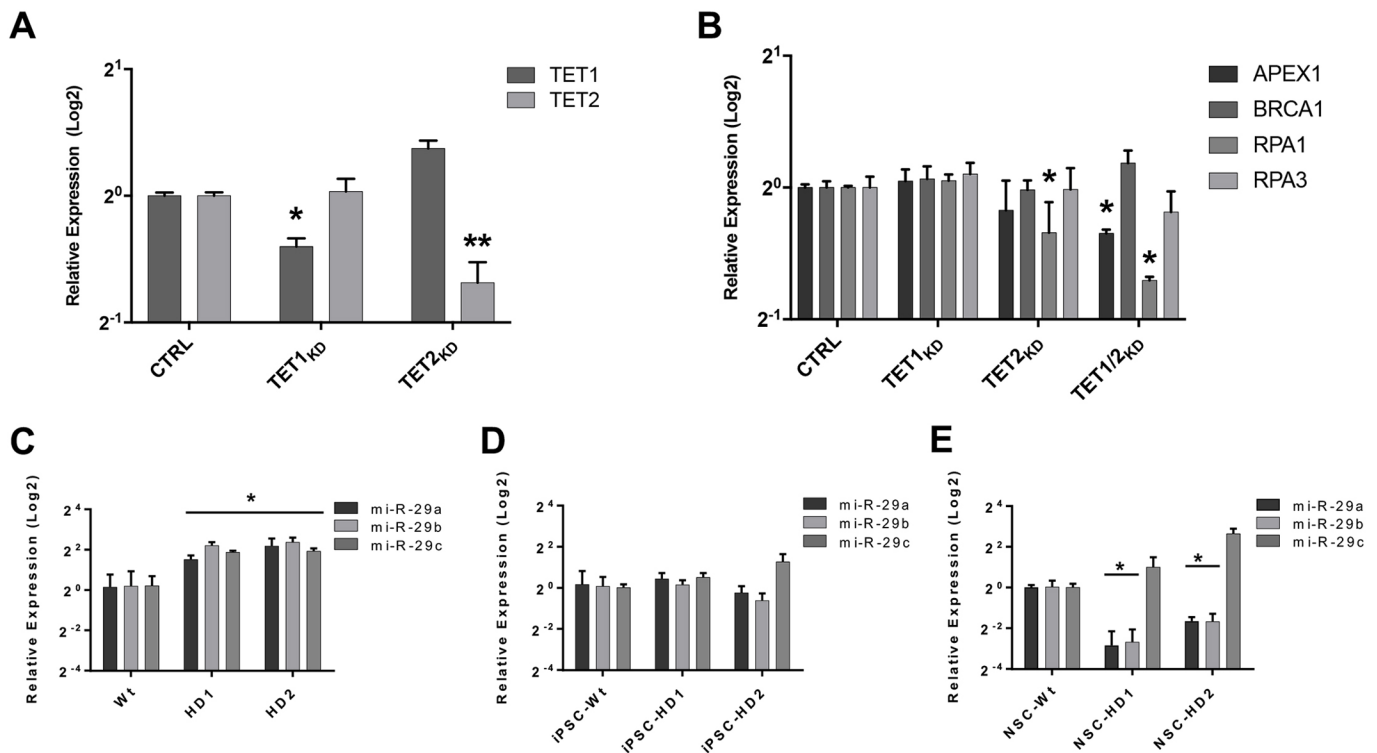 A
Relative Expression (Log2)
2^1
2^0
2^-1
*
**
CTRL
TET1KD
TET2KD
TET1
TET2
B
Relative Expression (Log2)
2^1
2^0
2^-1
*
*
*
CTRL
TET1KD
TET2KD
TET1/2KD
APEX1
BRCA1
RPA1
RPA3
C
Relative Expression (Log2)
2^4
2^2
2^0
2^-2
2^-4
*
Wt
HD1
HD2
mi-R-29a
mi-R-29b
mi-R-29c
D
Relative Expression (Log2)
2^4
2^2
2^0
2^-2
2^-4
iPSC-Wt
iPSC-HD1
iPSC-HD2
mi-R-29a
mi-R-29b
mi-R-29c
E
Relative Expression (Log2)
2^4
2^2
2^0
2^-2
2^-4
*
*
NSC-Wt
NSC-HD1
NSC-HD2
mi-R-29a
mi-R-29b
mi-R-29c